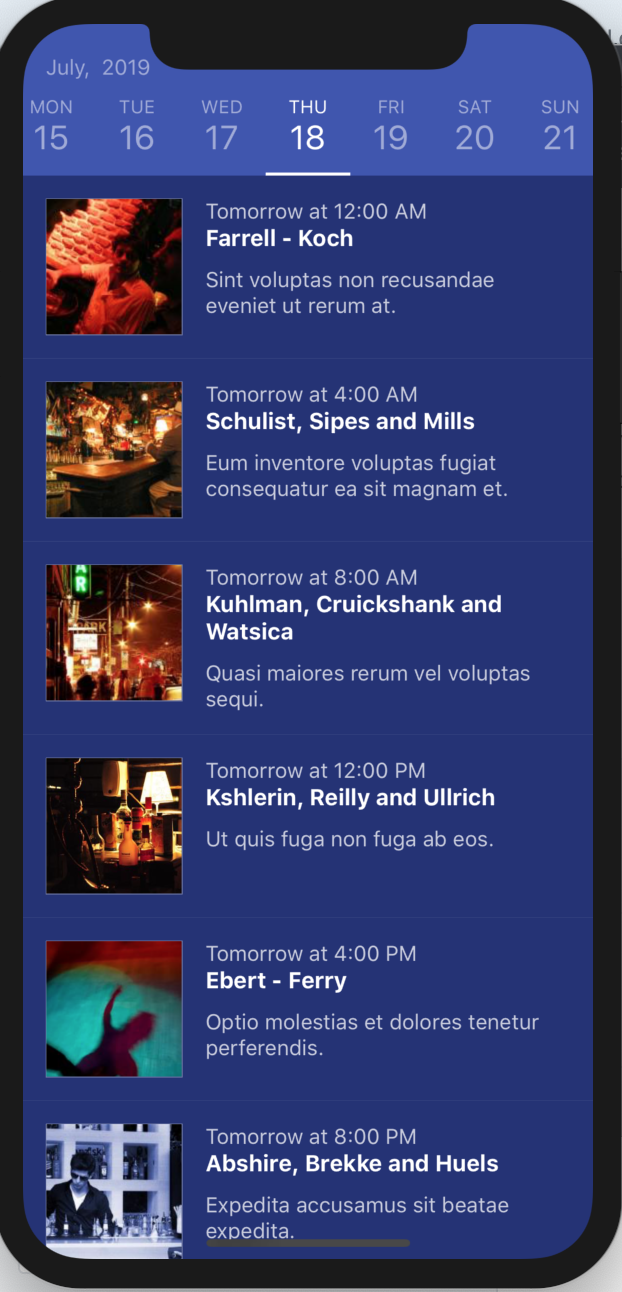 July, 2019
MON TUE WED THU FRI SAT SUN
15 16 17 18 19 20 21
Tomorrow at 12:00 AM
Farrell - Koch
Sint voluptas non recusandae
eveniet ut rerum at.
Tomorrow at 4:00 AM
Schulist, Sipes and Mills
Eum inventore voluptas fugiat
consequatur ea sit magnam et.
Tomorrow at 8:00 AM
Kuhlman, Cruickshank and
Watsica
Quasi maiores rerum vel voluptas
sequi.
Tomorrow at 12:00 PM
Kshlerin, Reilly and Ullrich
Ut quis fuga non fuga ab eos.
Tomorrow at 4:00 PM
Ebert - Ferry
Optio molestias et dolores tenetur
perferendis.
Tomorrow at 8:00 PM
Abshire, Brekke and Huels
Expedita accusamus sit beatae
expedita.